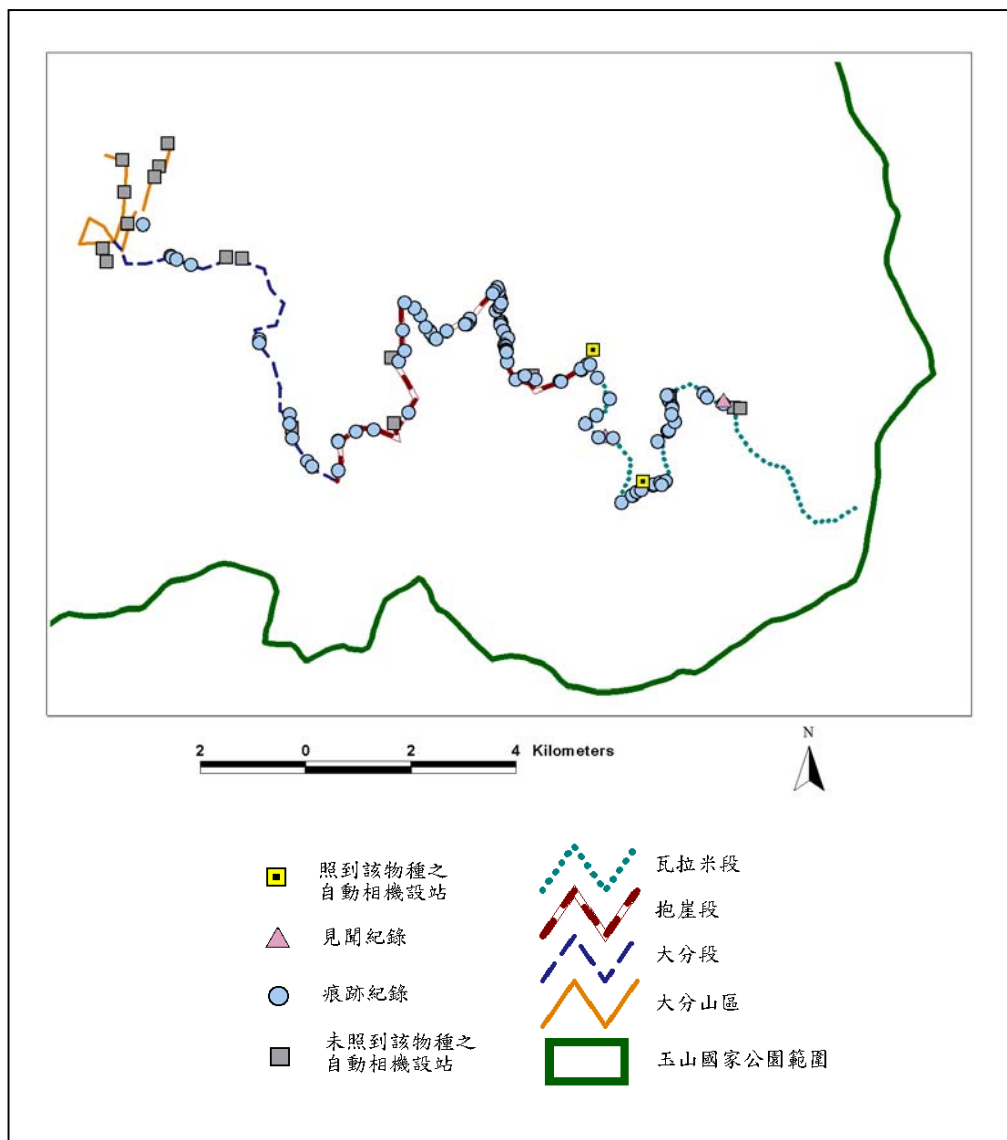 2 0 2 4 Kilometers
N
照到該物種之
自動相機設站
見聞紀錄
痕跡紀錄
未照到該物種之
自動相機設站
瓦拉米段
抱崖段
大分段
大分山區
玉山國家公園範圍